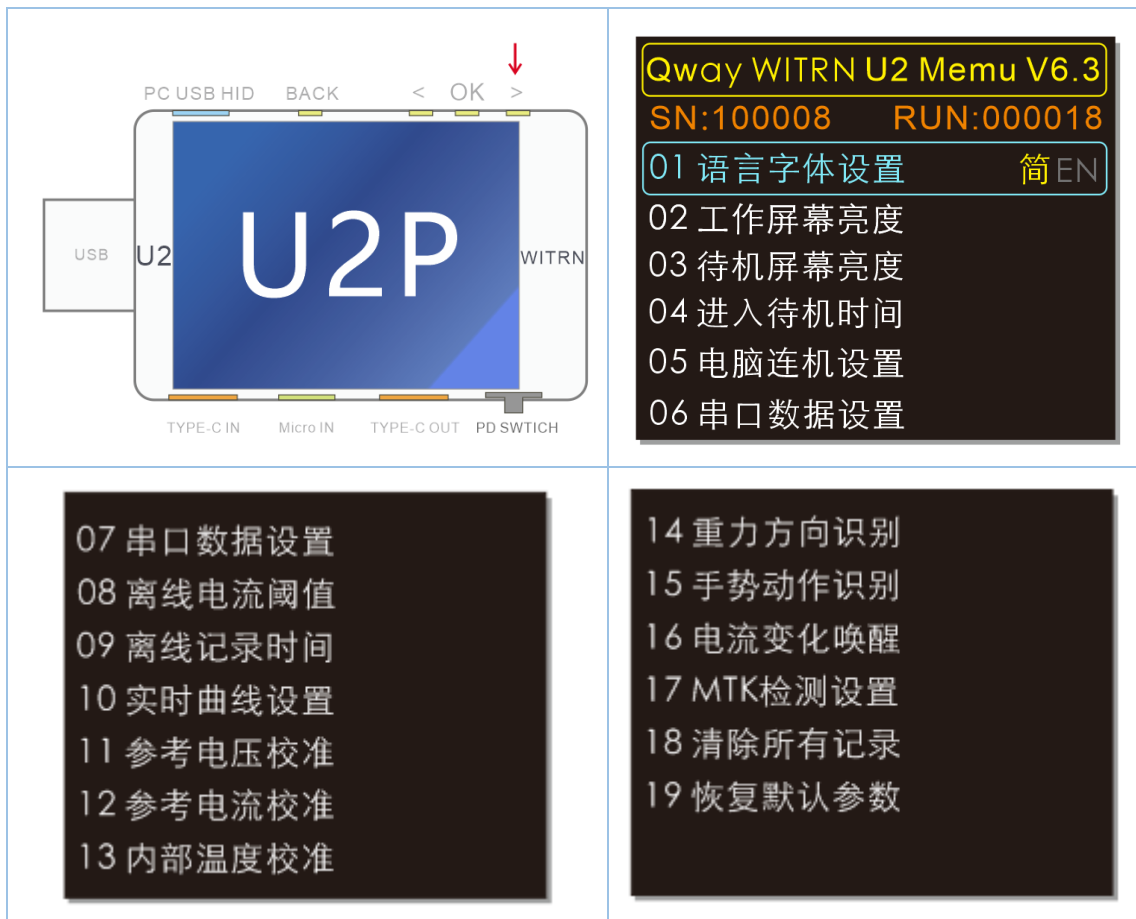 PC USB HID BACK < OK >
USB U2 U2P WITRN
TYPE-C IN Micro IN TYPE-C OUT PD SWTICH
Qway WITRN U2 Memu V6.3
SN:100008 RUN:000018
01 语言字体设置 简EN
02 工作屏幕亮度
03 待机屏幕亮度
04 进入待机时间
05 电脑连机设置
06 串口数据设置
07 串口数据设置
08 离线电流阈值
09 离线记录时间
10 实时曲线设置
11 参考电压校准
12 参考电流校准
13 内部温度校准
14 重力方向识别
15 手势动作识别
16 电流变化唤醒
17 MTK检测设置
18 清除所有记录
19 恢复默认参数